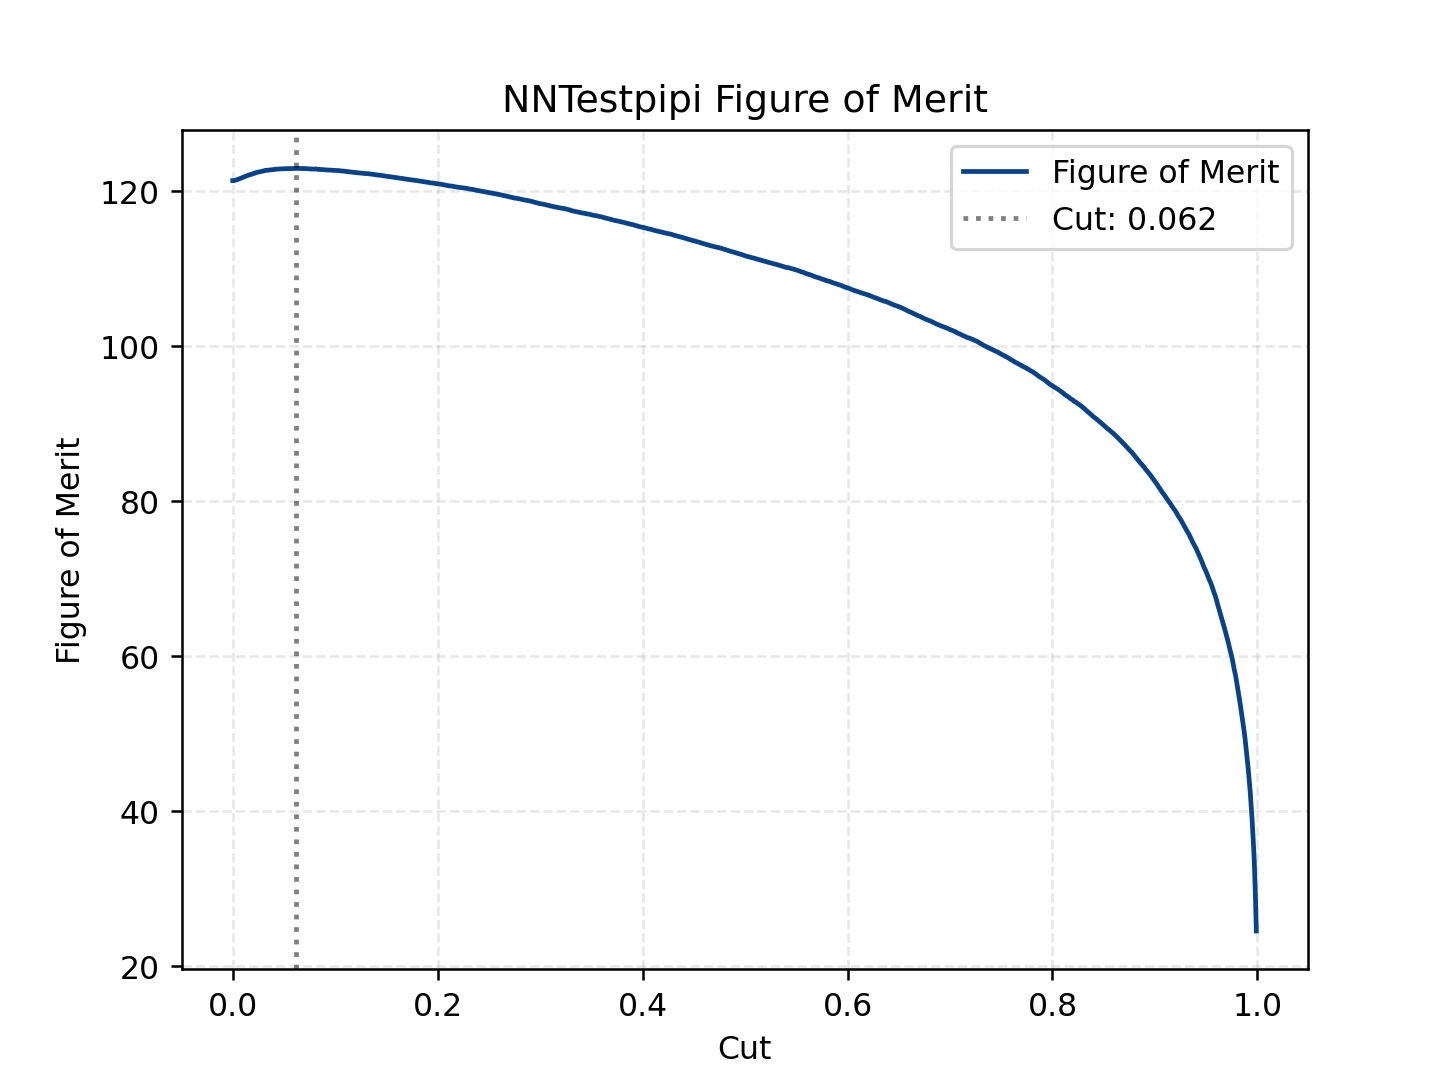 NNTestpipi Figure of Merit
Figure of Merit
Cut: 0.062
Figure of Merit
120
100
80
60
40
20
0.0 0.2 0.4 0.6 0.8 1.0
Cut